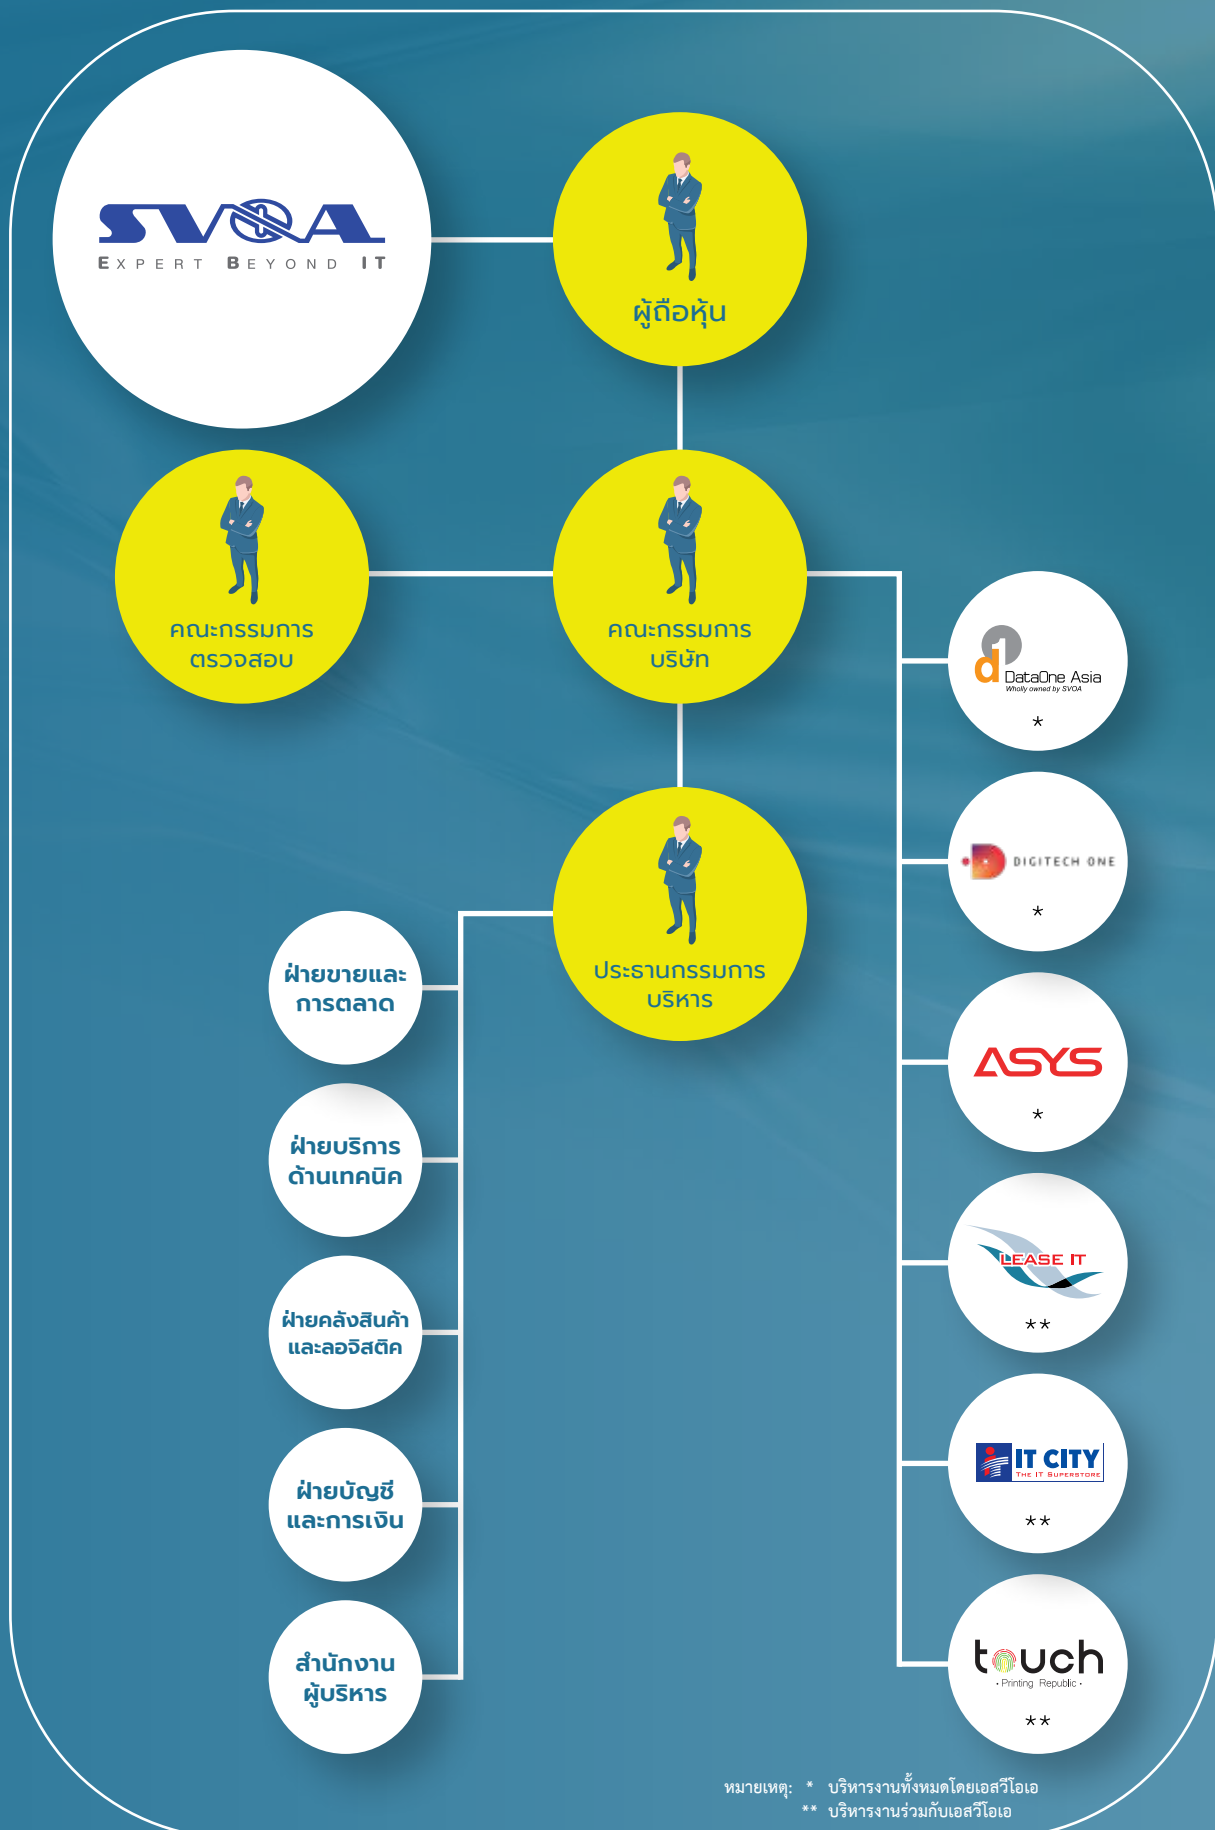 SVOA
EXPERT BEYOND IT
ผู้ถือหุ้น
คณะกรรมการ
ตรวจสอบ
คณะกรรมการ
บริษัท
ประธานกรรมการ
บริหาร
ฝ่ายขายและ
การตลาด
ฝ่ายบริการ
ด้านเทคนิค
ฝ่ายคลังสินค้า
และลอจิสติค
ฝ่ายบัญชี
และการเงิน
สำนักงาน
ผู้บริหาร
d1
DataOne Asia
Wholly owned by SVOA
*
DIGITECH ONE
*
ASYS
*
LEASE IT
**
IT CITY
THE IT SUPERSTORE
**
touch
· Printing Republic ·
**
หมายเหตุ: * บริหารงานทั้งหมดโดยเอสวีโอเอ
** บริหารงานร่วมกับเอสวีโอเอ